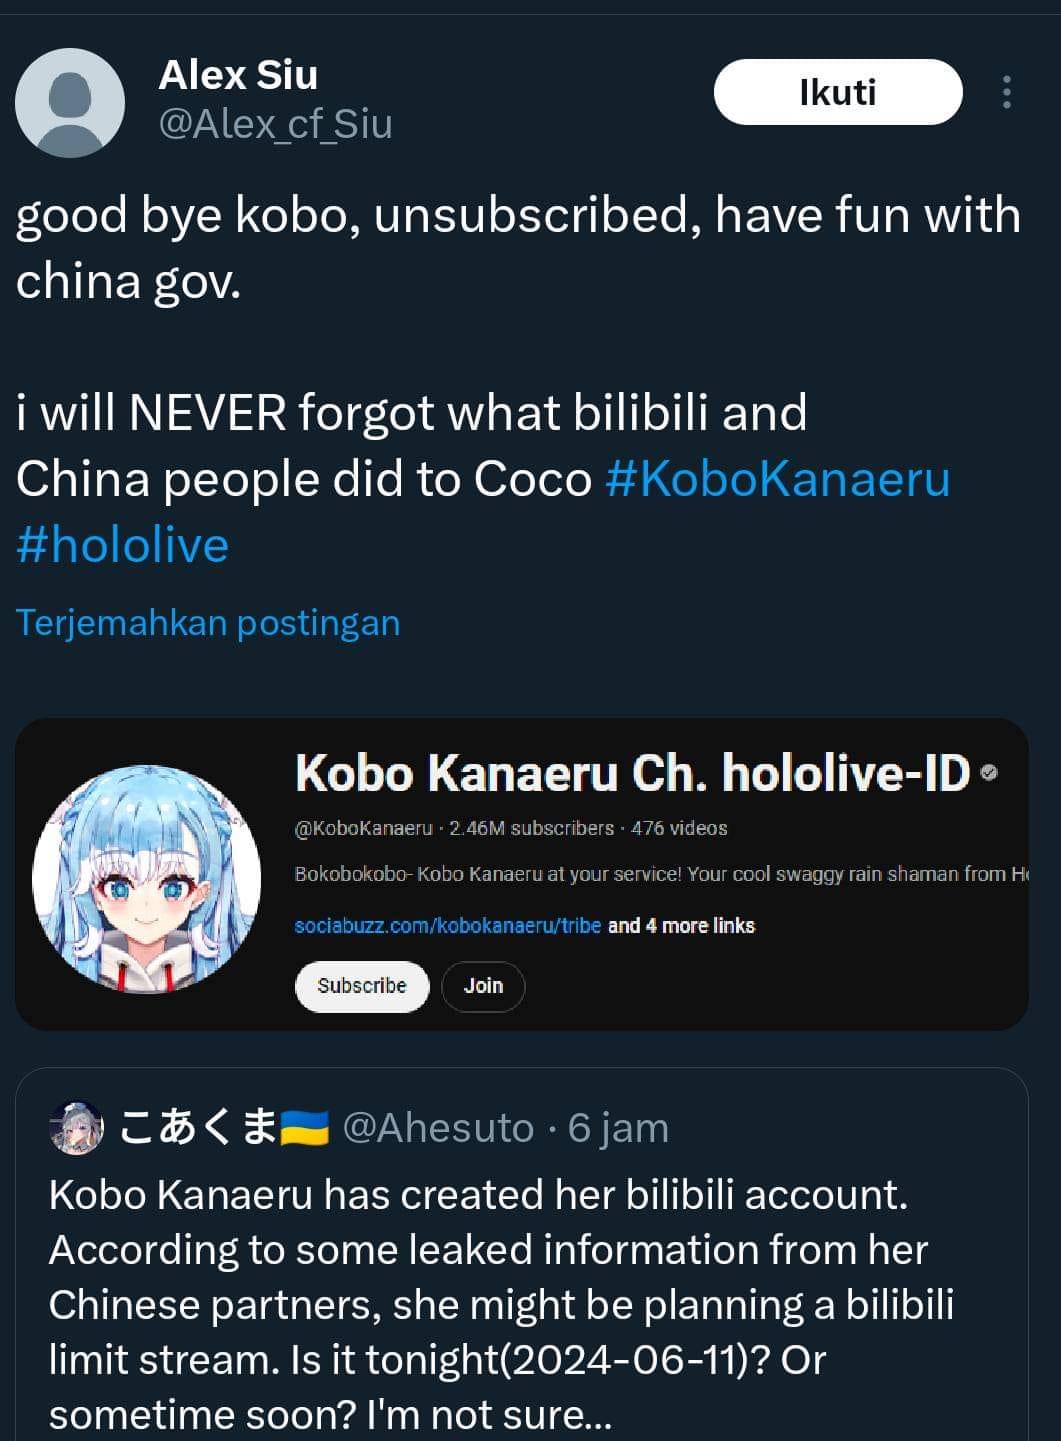 Alex Siu
@Alex_cf_Siu
Ikuti
good bye kobo, unsubscribed, have fun with
china gov.
i will NEVER forgot what bilibili and
China people did to Coco #KoboKanaeru
#hololive
Terjemahkan postingan
Kobo Kanaeru Ch. hololive-ID
@KoboKanaeru · 2.46M subscribers · 476 videos
Bokobokobo- Kobo Kanaeru at your service! Your cool swaggy rain shaman from
sociabuzz.com/kobokanaeru/tribe and 4 more links
Subscribe
Join
こあくま🇺🇦 @Ahesuto · 6 jam
Kobo Kanaeru has created her bilibili account.
According to some leaked information from her
Chinese partners, she might be planning a bilibili
limit stream. Is it tonight(2024-06-11)? Or
sometime soon? I'm not sure...